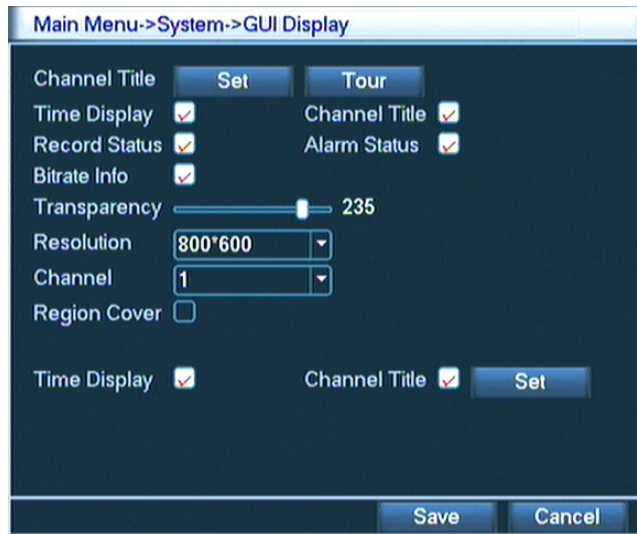 Main Menu->System->GUI Display
Channel Title Set Tour
Time Display Channel Title
Record Status Alarm Status
Bitrate Info
Transparency 235
Resolution 800*600
Channel 1
Region Cover
Time Display Channel Title Set
Save Cancel